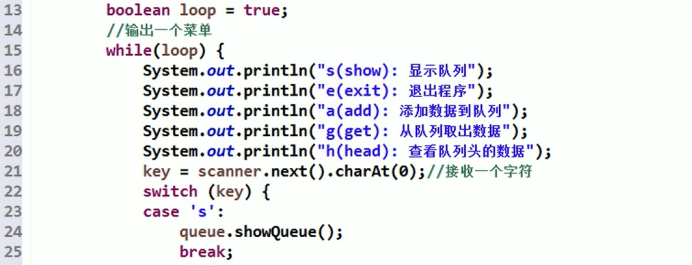 13 boolean loop = true;
14 //输出一个菜单
15 while(loop) {
16 System.out.println("s(show): 显示队列");
17 System.out.println("e(exit): 退出程序");
18 System.out.println("a(add): 添加数据到队列");
19 System.out.println("g(get): 从队列取出数据");
20 System.out.println("h(head): 查看队列头的数据");
21 key = scanner.next().charAt(0);//接收一个字符
22 switch (key) {
23 case 's':
24 queue.showQueue();
25 break;